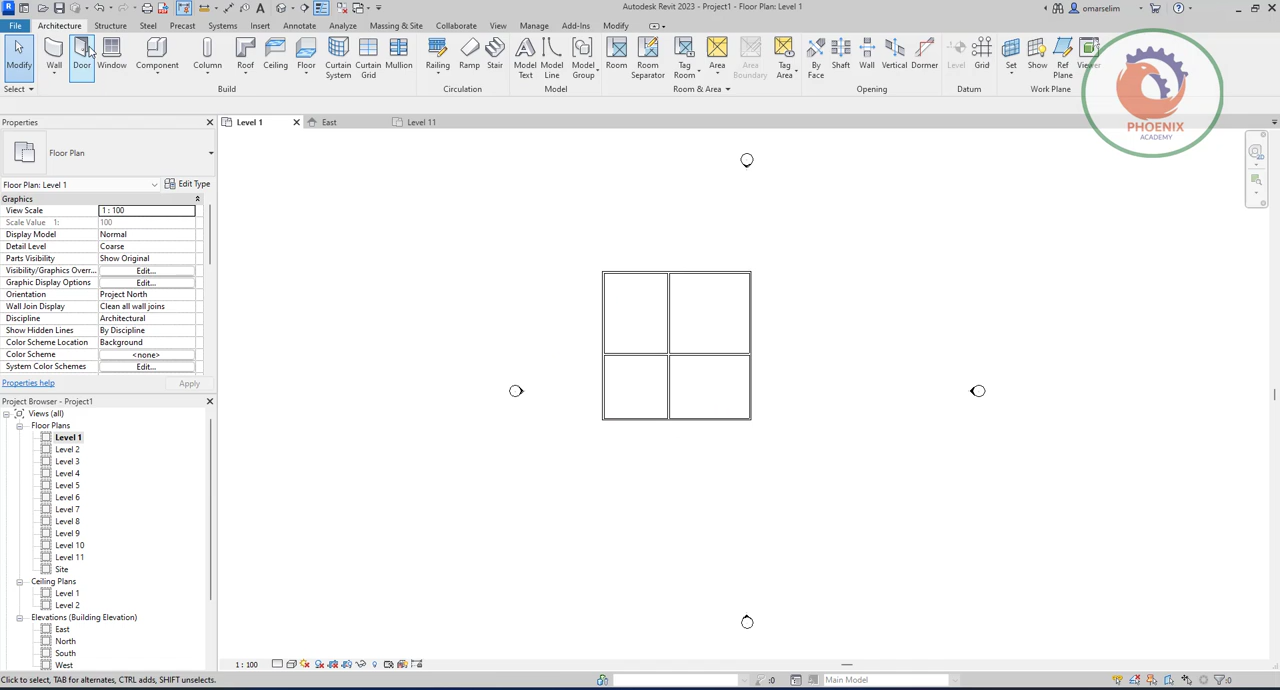 Autodesk Revit 2023 - Project1 - Floor Plan: Level 1
omarselim
File Architecture Structure Steel Precast Systems Insert Annotate Analyze Massing & Site Collaborate View Manage Add-Ins Modify
Modify Wall Door Window Component Column Roof Ceiling Floor Curtain System Curtain Grid Mullion Railing Ramp Stair Model Text Model Line Model Group Room Room Separator Tag Room Area Area Boundary Tag Area By Face Shaft Wall Vertical Dormer Level Grid Set Show Ref Plane Viewer
Select Build Circulation Model Room & Area Opening Datum Work Plane
PHOENIX
ACADEMY
Properties Level 1 East Level 11
Floor Plan
Floor Plan: Level 1 Edit Type
Graphics
View Scale 1 : 100
Scale Value 1: 100
Display Model Normal
Detail Level Coarse
Parts Visibility Show Original
Visibility/Graphics Overr... Edit...
Graphic Display Options Edit...
Orientation Project North
Wall Join Display Clean all wall joins
Discipline Architectural
Show Hidden Lines By Discipline
Color Scheme Location Background
Color Scheme <none>
System Color Schemes Edit...
Properties help Apply
Project Browser - Project1
Views (all)
Floor Plans
Level 1
Level 2
Level 3
Level 4
Level 5
Level 6
Level 7
Level 8
Level 9
Level 10
Level 11
Site
Ceiling Plans
Level 1
Level 2
Elevations (Building Elevation)
East
North
South
West
1 : 100
Click to select, TAB for alternates, CTRL adds, SHIFT unselects. :0 Main Model :0